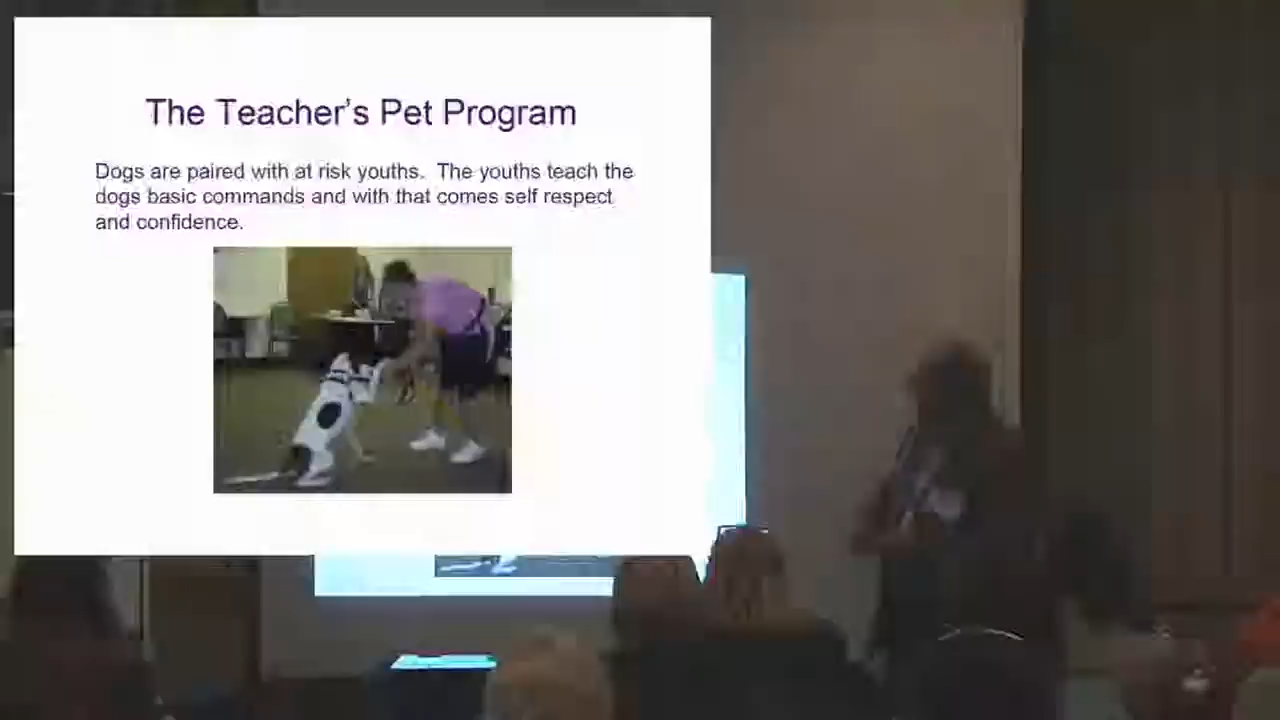 The Teacher's Pet Program
Dogs are paired with at risk youths.  The youths teach the
dogs basic commands and with that comes self respect
and confidence.